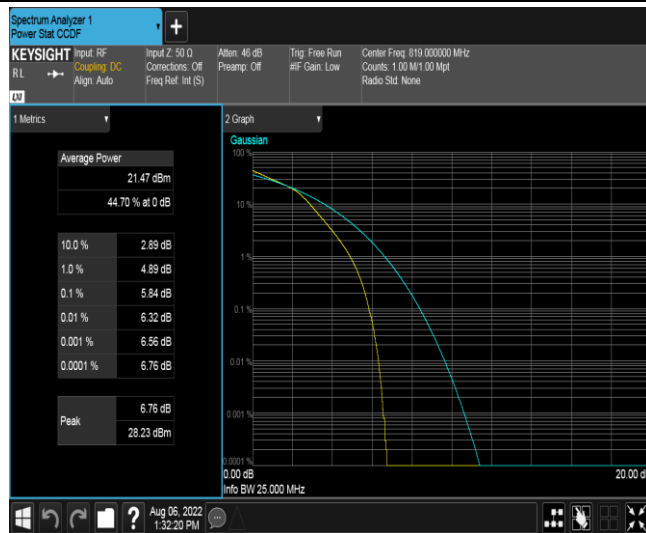 Spectrum Analyzer 1
Power Stat CCDF
KEYSIGHT
RL
Input: RF
Coupling: DC
Align: Auto
Input Z: 50 Ω
Corrections: Off
Freq Ref: Int (S)
Atten: 46 dB
Preamp: Off
Trig: Free Run
#IF Gain: Low
Center Freq: 819.000000 MHz
Counts: 1.00 M/1.00 Mpt
Radio Std: None
1 Metrics
Average Power
21.47 dBm
44.70 % at 0 dB
10.0 % 2.89 dB
1.0 % 4.89 dB
0.1 % 5.84 dB
0.01 % 6.32 dB
0.001 % 6.56 dB
0.0001 % 6.76 dB
Peak
6.76 dB
28.23 dBm
2 Graph
Gaussian
100 %
10 %
1 %
0.1 %
0.01 %
0.001 %
0.0001 %
0.00 dB
20.00 d
Info BW 25.000 MHz
?
Aug 06, 2022
1:32:20 PM